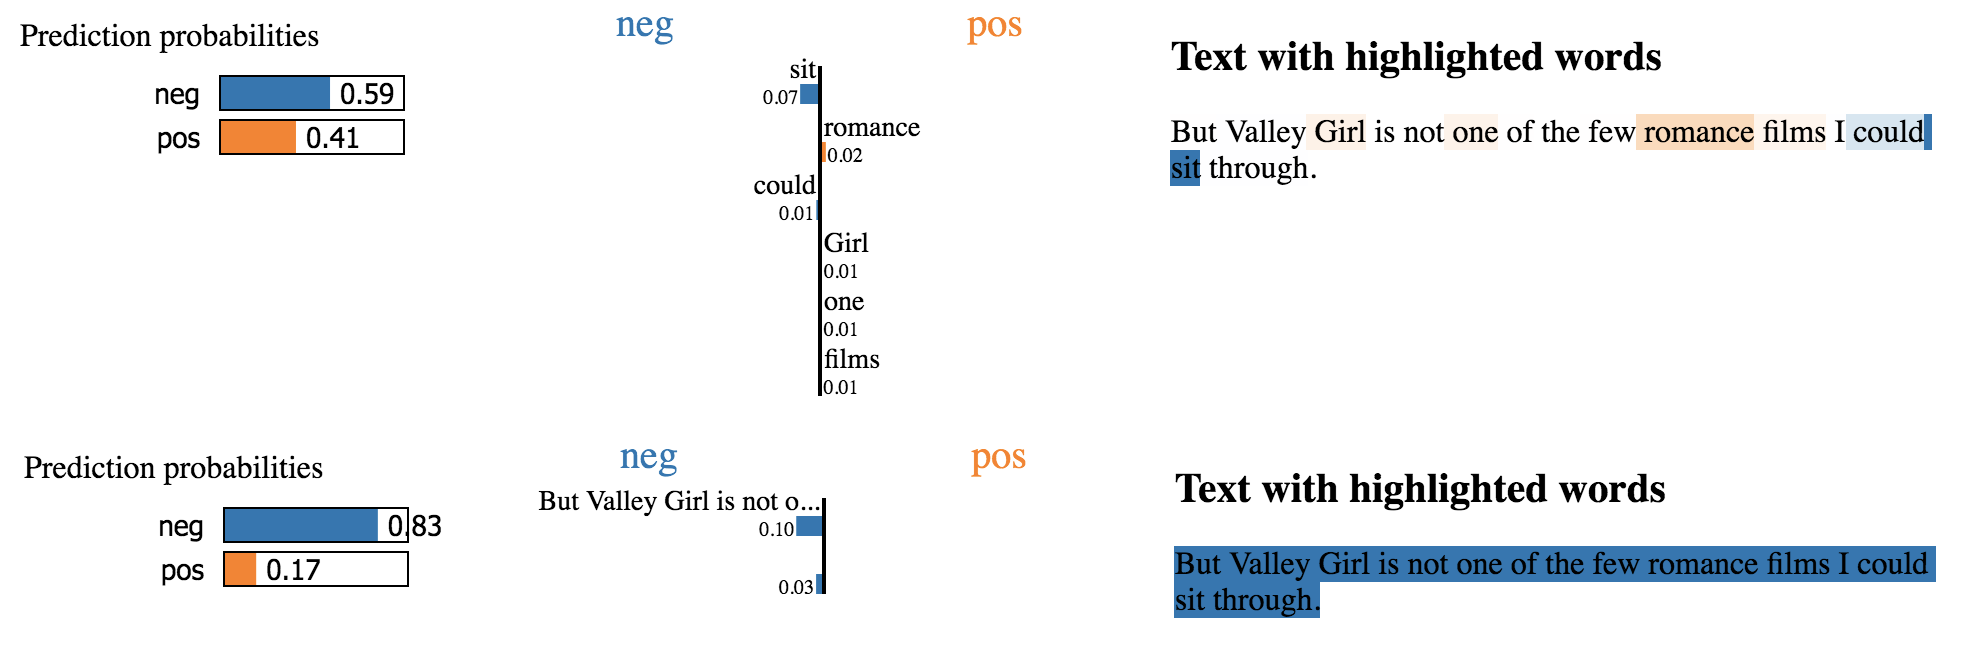 Prediction probabilities
neg 0.59
pos 0.41
neg pos
sit
0.07
romance
0.02
could
0.01
Girl
0.01
one
0.01
films
0.01
Text with highlighted words
But Valley Girl is not one of the few romance films I could
sit through.
Prediction probabilities
neg 0.83
pos 0.17
neg pos
But Valley Girl is not o...
0.10
0.03
Text with highlighted words
But Valley Girl is not one of the few romance films I could
sit through.